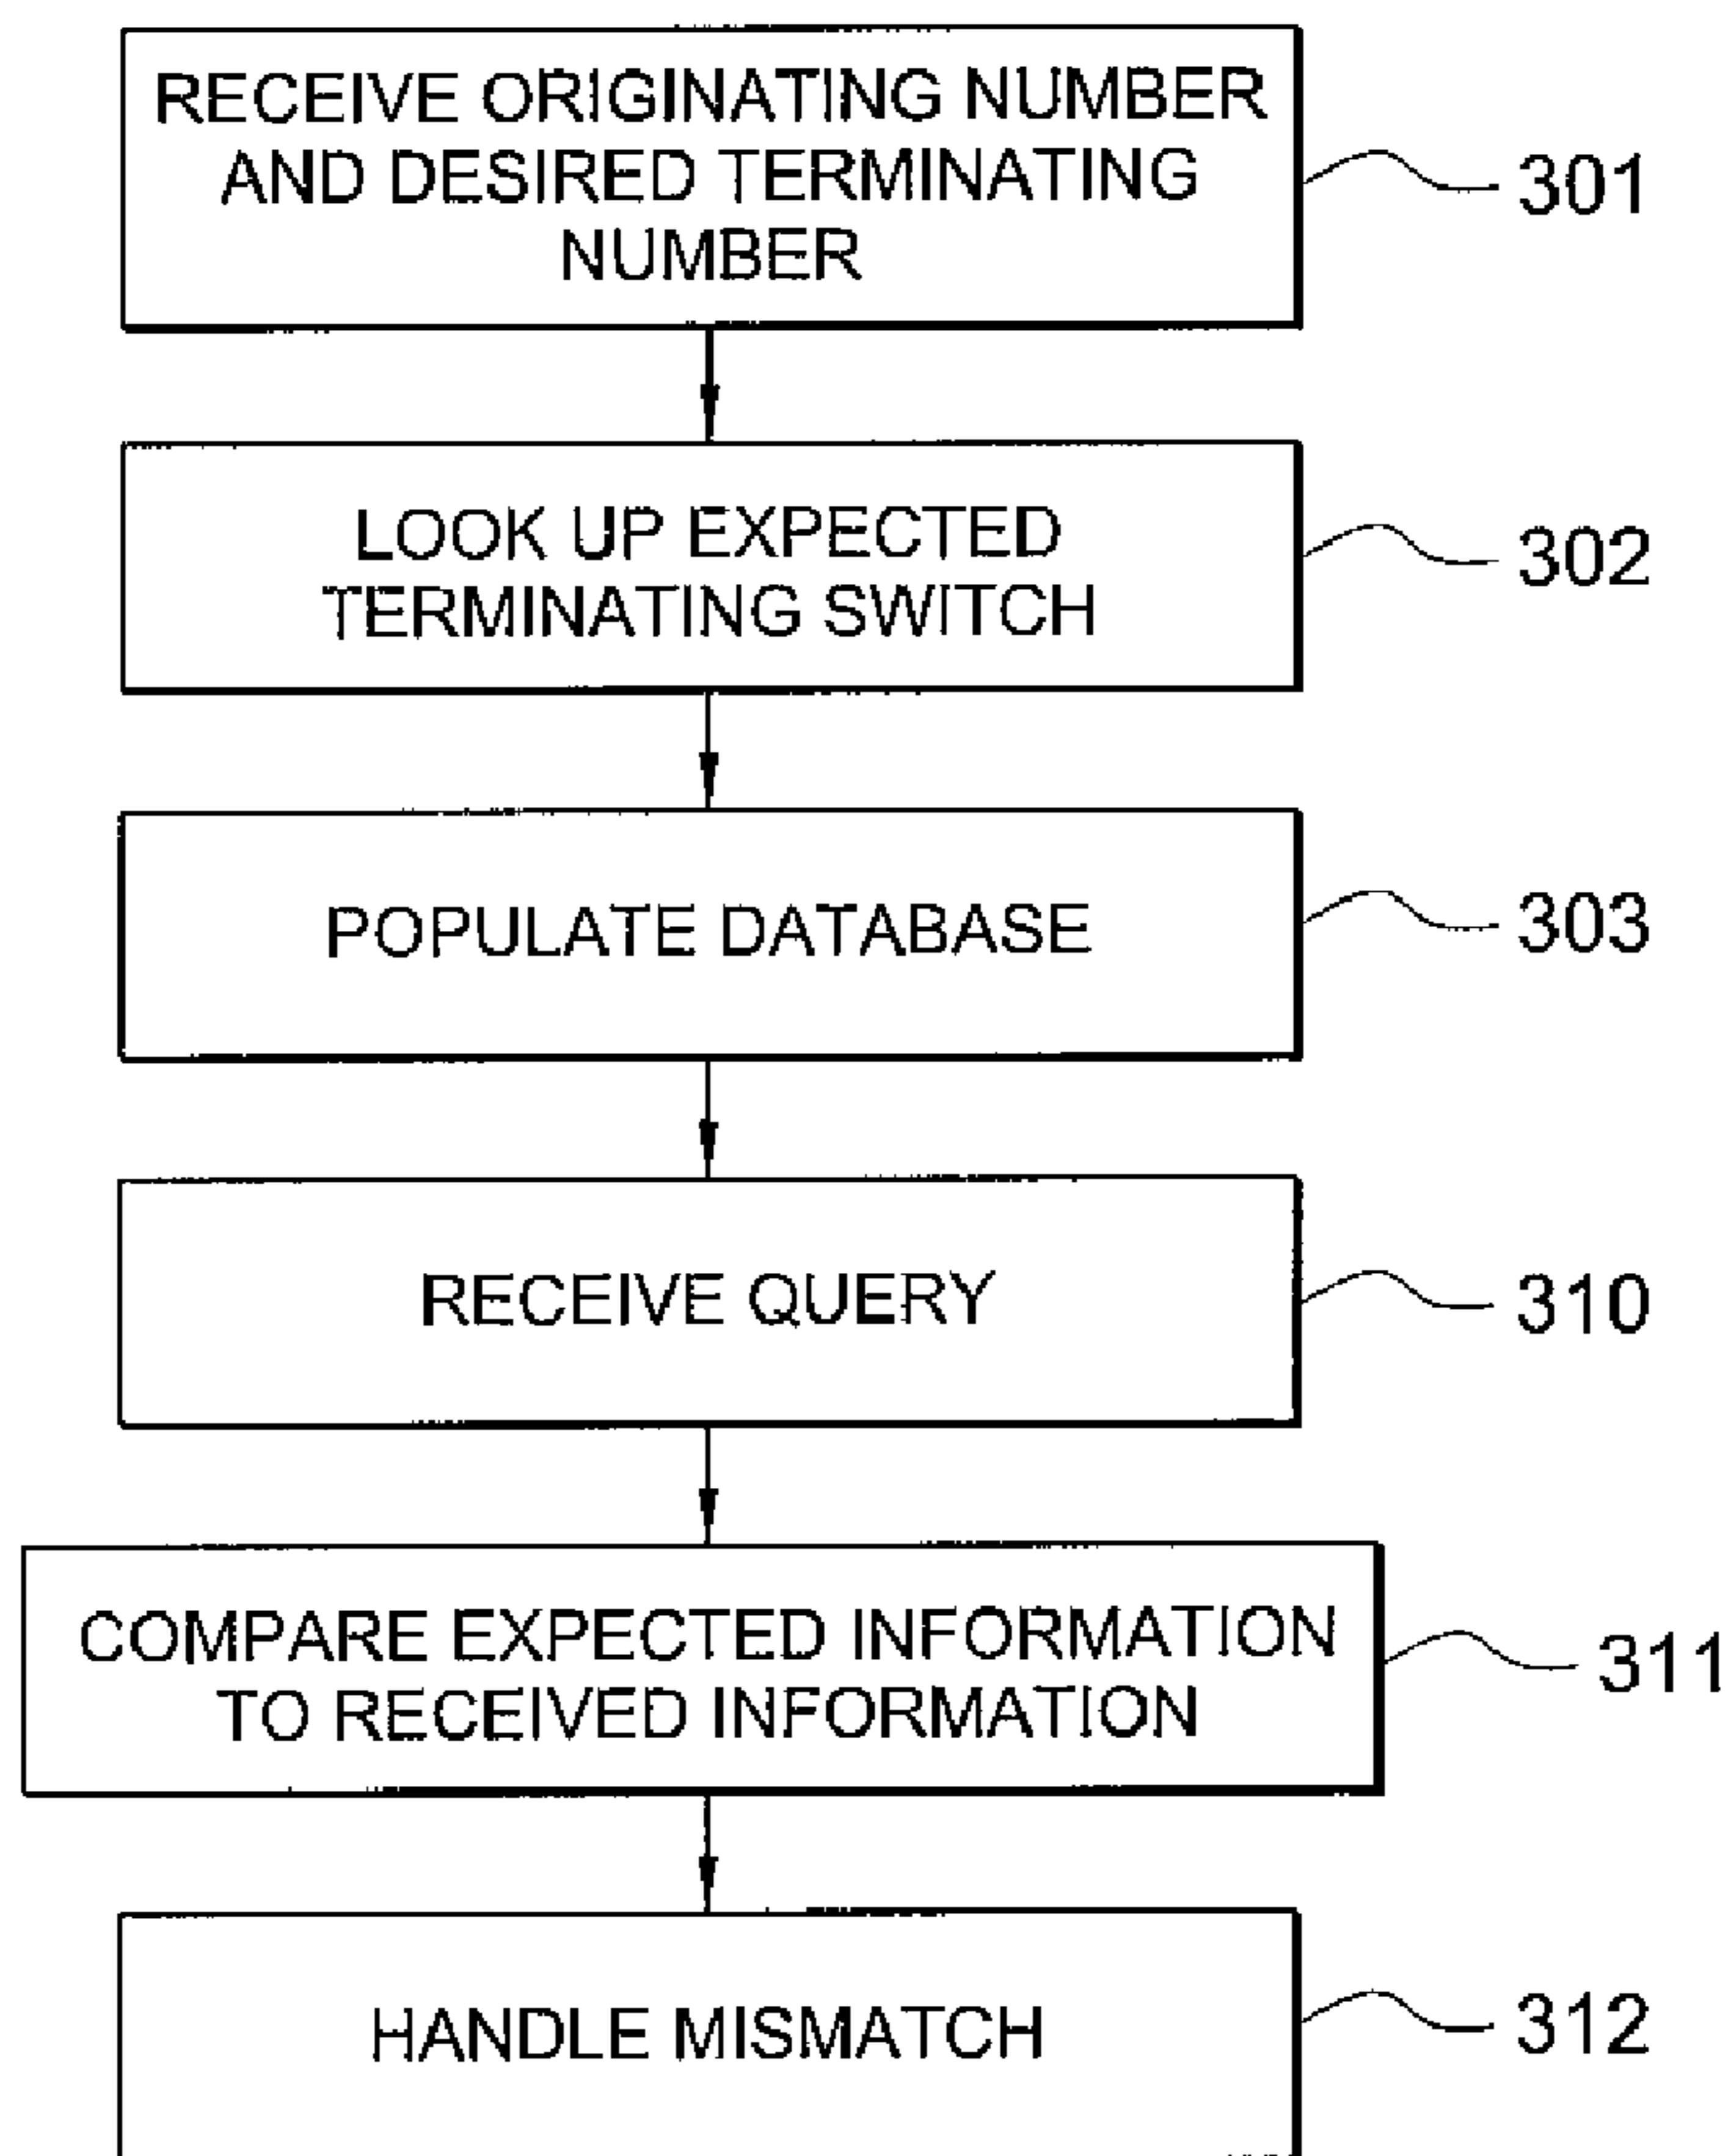 RECEIVE ORIGINATING NUMBER
AND DESIRED TERMINATING
NUMBER
301
LOOK UP EXPECTED
TERMINATING SWITCH
302
POPULATE DATABASE
303
RECEIVE QUERY
310
COMPARE EXPECTED INFORMATION
TO RECEIVED INFORMATION
311
HANDLE MISMATCH
312